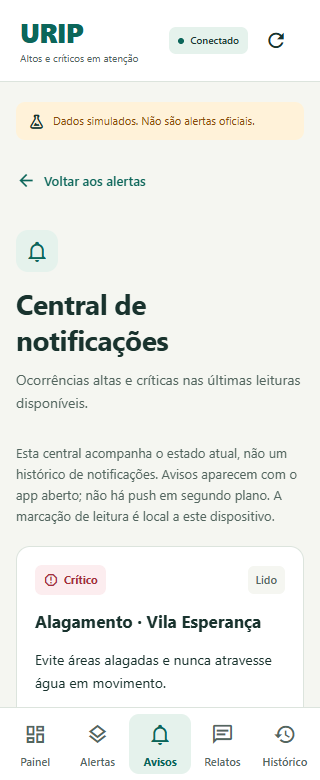 URIP
Altos e críticos em atenção
Conectado
Dados simulados. Não são alertas oficiais.
Voltar aos alertas
Central de
notificações
Ocorrências altas e críticas nas últimas leituras
disponíveis.
Esta central acompanha o estado atual, não um
histórico de notificações. Avisos aparecem com o
app aberto; não há push em segundo plano. A
marcação de leitura é local a este dispositivo.
Crítico
Lido
Alagamento · Vila Esperança
Evite áreas alagadas e nunca atravesse
água em movimento.
Painel
Alertas
Avisos
Relatos
Histórico